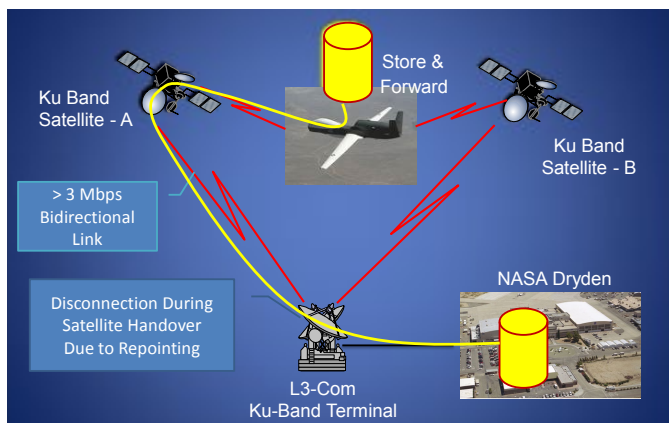 Store &
Forward
Ku Band
Satellite - A
Ku Band
Satellite - B
> 3 Mbps
Bidirectional
Link
NASA Dryden
Disconnection During
Satellite Handover
Due to Repointing
L3-Com
Ku-Band Terminal